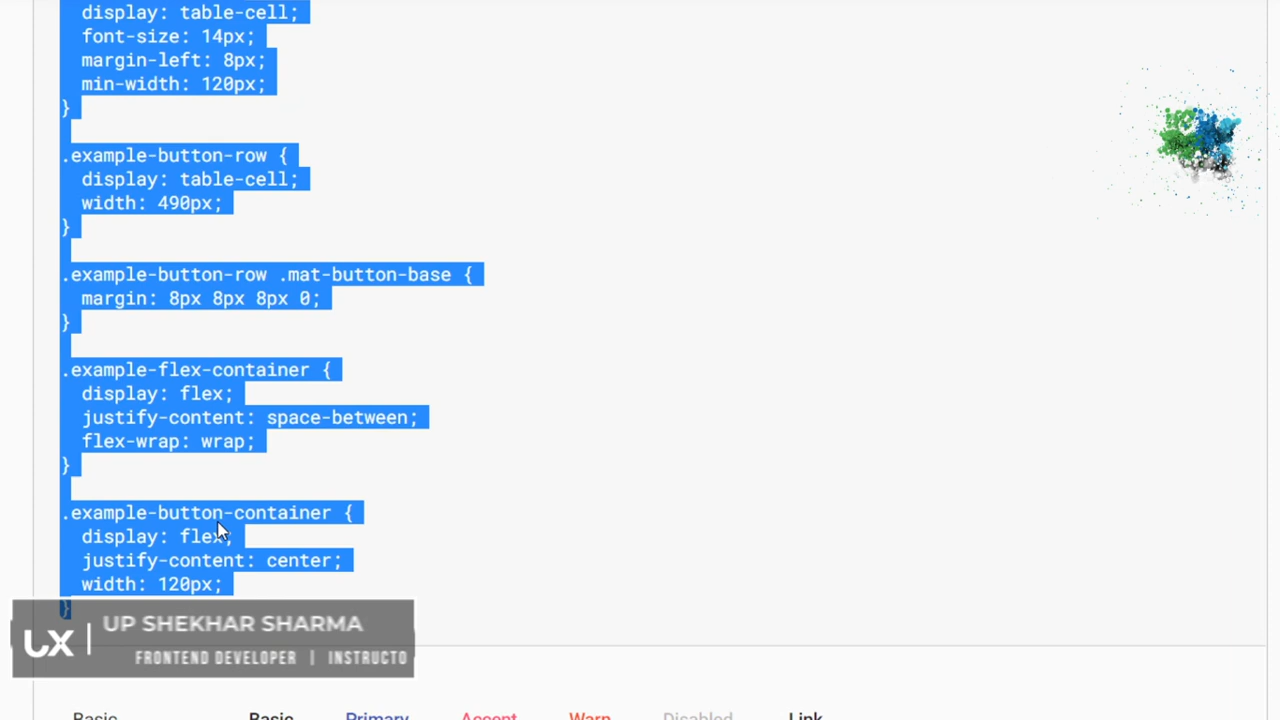 display: table-cell;
font-size: 14px;
margin-left: 8px;
min-width: 120px;
}
.example-button-row {
display: table-cell;
width: 490px;
}
.example-button-row .mat-button-base {
margin: 8px 8px 8px 0;
}
.example-flex-container {
display: flex;
justify-content: space-between;
flex-wrap: wrap;
}
.example-button-container {
display: flex;
justify-content: center;
width: 120px;
}
UX | UP SHEKHAR SHARMA
FRONTEND DEVELOPER | INSTRUCTO
Basic Basic Primary Accent Warn Disabled Link